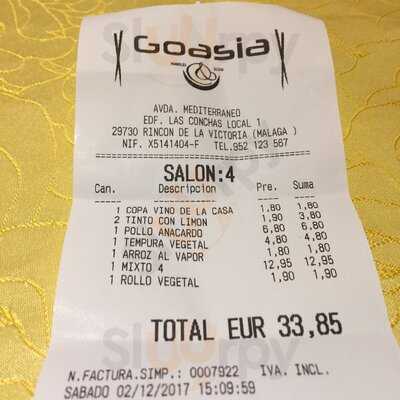 Goasia
AVDA. MEDITERRANEO
EDF. LAS CONCHAS LOCAL 1
29730 RINCON DE LA VICTORIA (MALAGA )
NIF. X5141404-F TEL.952 123 567
SALON:4
Can. Descripcion Pre. Suma
1 COPA VINO DE LA CASA 1,80 1,80
2 TINTO CON LIMON 1,90 3,80
1 POLLO ANACARDO 6,80 6,80
1 TEMPURA VEGETAL 4,80 4,80
1 ARROZ AL VAPOR 1,80 1,80
1 MIXTO 4 12,95 12,95
1 ROLLO VEGETAL 1,90 1,90
TOTAL EUR 33,85
N.FACTURA.SIMP.: 0007922 IVA. INCL.
SABADO 02/12/2017 15:09:59